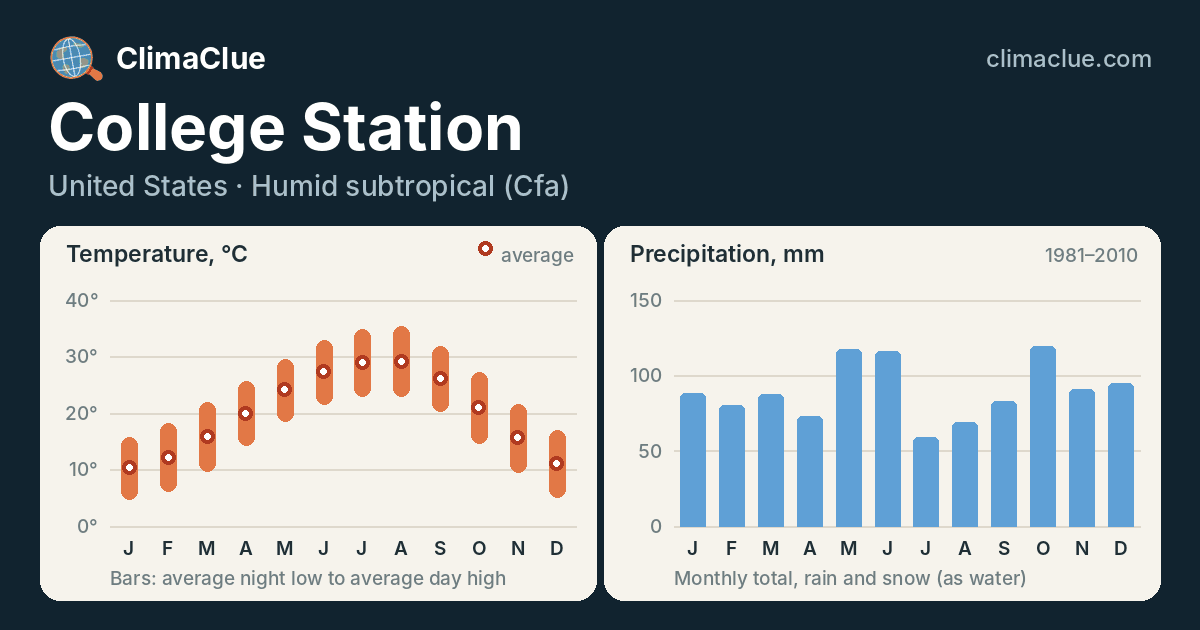 ClimaClue
climaclue.com
College Station
United States · Humid subtropical (Cfa)
Temperature, °C
average
40°
30°
20°
10°
0°
J F M A M J J A S O N D
Bars: average night low to average day high
Precipitation, mm
1981–2010
150
100
50
0
J F M A M J J A S O N D
Monthly total, rain and snow (as water)